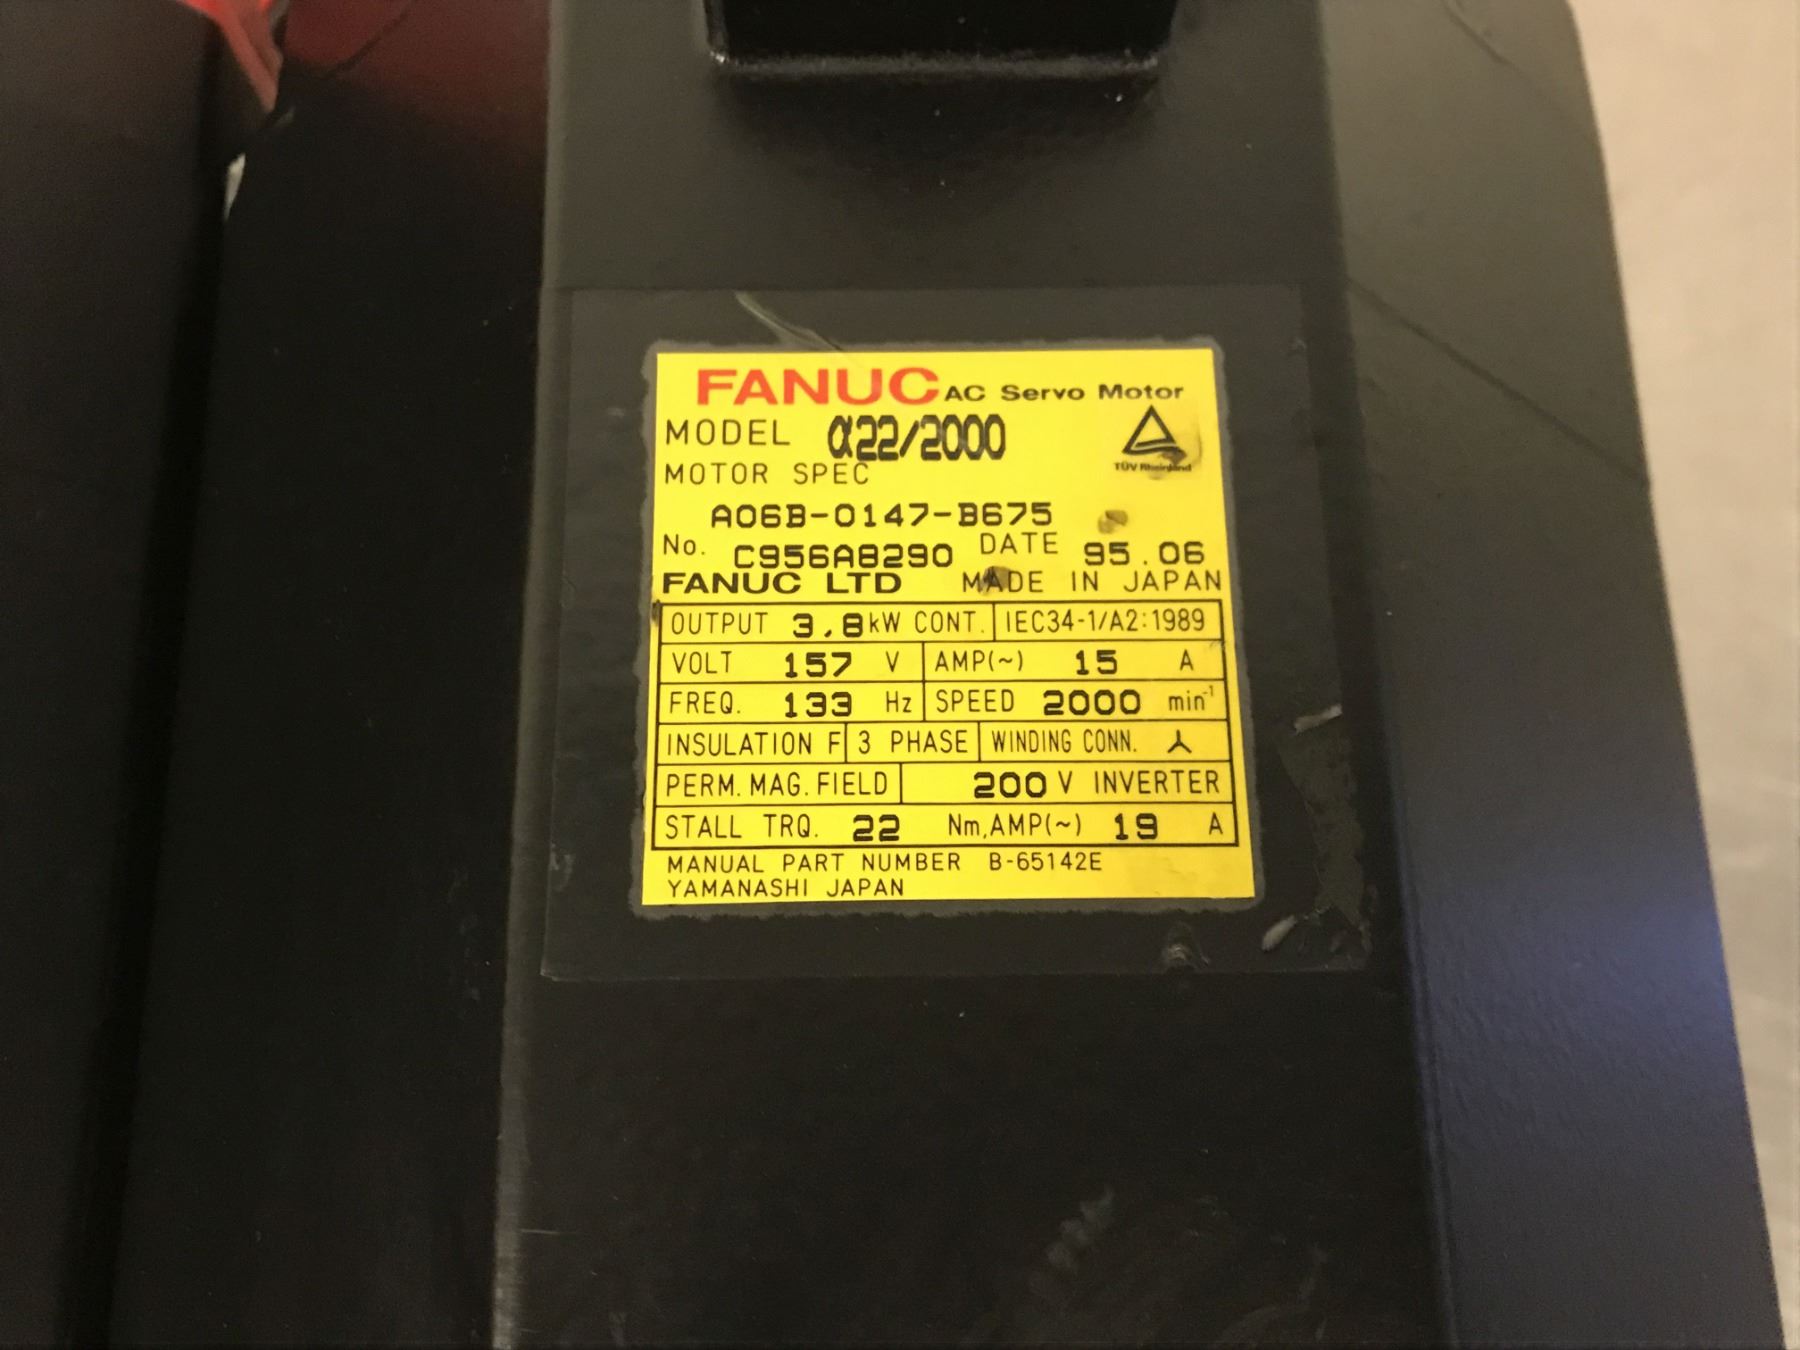 FANUC AC Servo Motor
MODEL α22/2000
TÜV Rheinland
MOTOR SPEC
A06B-0147-B675
No. C956A8290 DATE 95.06
FANUC LTD MADE IN JAPAN
OUTPUT 3.8 kW CONT. IEC34-1/A2:1989
VOLT 157 V AMP(~) 15 A
FREQ. 133 Hz SPEED 2000 min⁻¹
INSULATION F 3 PHASE WINDING CONN.
PERM. MAG. FIELD 200 V INVERTER
STALL TRQ. 22 Nm, AMP(~) 19 A
MANUAL PART NUMBER B-65142E
YAMANASHI JAPAN